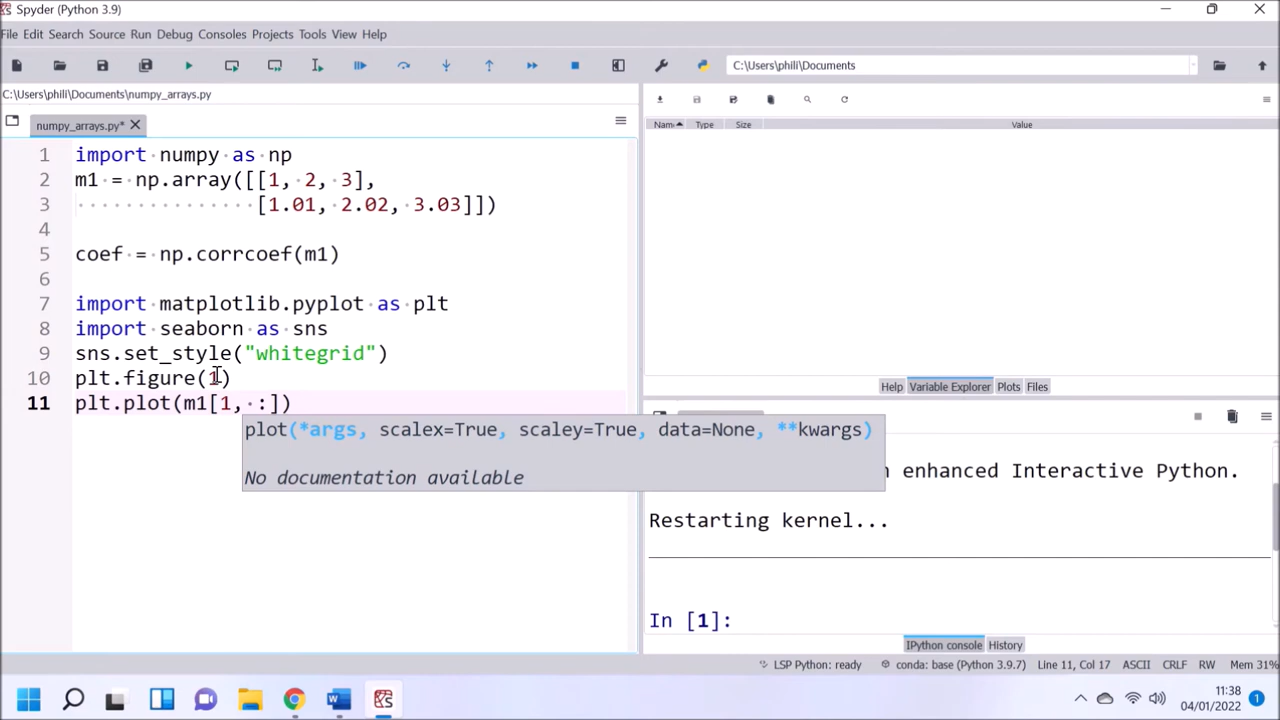 Spyder (Python 3.9)
File Edit Search Source Run Debug Consoles Projects Tools View Help
C:\Users\phili\Documents
C:\Users\phili\Documents\numpy_arrays.py
numpy_arrays.py*
1 import numpy as np
2 m1 = np.array([[1, 2, 3],
3 [1.01, 2.02, 3.03]])
4
5 coef = np.corrcoef(m1)
6
7 import matplotlib.pyplot as plt
8 import seaborn as sns
9 sns.set_style("whitegrid")
10 plt.figure(1)
11 plt.plot(m1[1, :])
plot(*args, scalex=True, scaley=True, data=None, **kwargs)
No documentation available
Name Type Size Value
Help Variable Explorer Plots Files
n enhanced Interactive Python.
Restarting kernel...
In [1]:
IPython console History
LSP Python: ready conda: base (Python 3.9.7) Line 11, Col 17 ASCII CRLF RW Mem 31%
11:38
04/01/2022
1